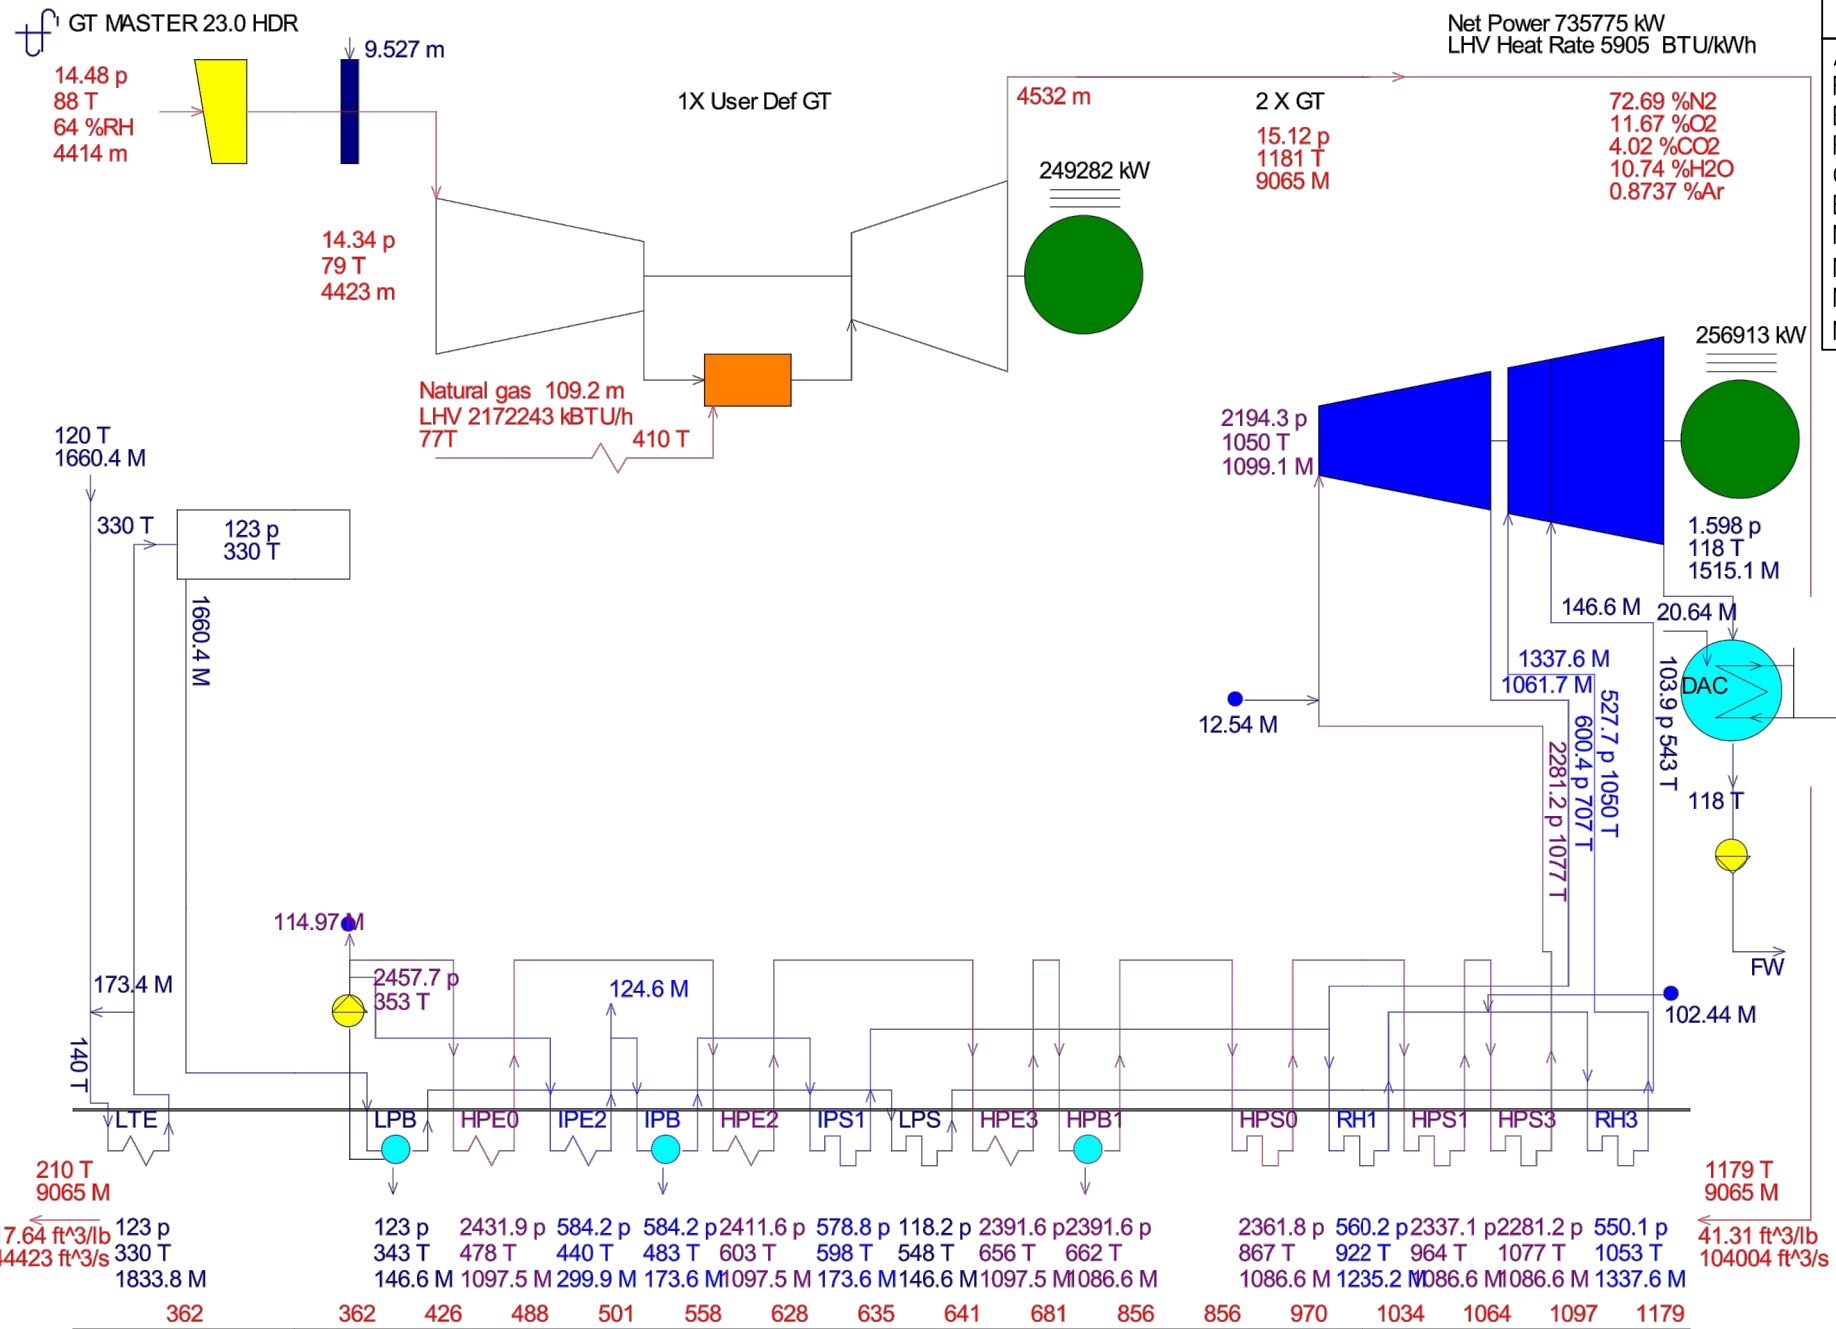 GT MASTER 23.0 HDR
Net Power 735775 kW
LHV Heat Rate 5905 BTU/kWh
14.48 p
88 T
64 %RH
4414 m
9.527 m
1X User Def GT
4532 m
2 X GT
15.12 p
1181 T
9065 M
72.69 %N2
11.67 %O2
4.02 %CO2
10.74 %H2O
0.8737 %Ar
249282 kW
14.34 p
79 T
4423 m
Natural gas 109.2 m
LHV 2172243 kBTU/h
77T
410 T
256913 kW
2194.3 p
1050 T
1099.1 M
1.598 p
118 T
1515.1 M
120 T
1660.4 M
330 T
123 p
330 T
1660.4 M
146.6 M
20.64 M
1337.6 M
1061.7 M
DAC
103.9 p 543 T
527.7 p 1050 T
600.4 p 707 T
2281.2 p 1077 T
12.54 M
118 T
FW
114.97 M
2457.7 p
353 T
173.4 M
140 T
124.6 M
102.44 M
LTE
LPB
HPE0
IPE2
IPB
HPE2
IPS1
LPS
HPE3
HPB1
HPS0
RH1
HPS1
HPS3
RH3
210 T
9065 M
7.64 ft^3/lb
4423 ft^3/s
1179 T
9065 M
41.31 ft^3/lb
104004 ft^3/s
123 p
330 T
1833.8 M
123 p
343 T
146.6 M
2431.9 p
478 T
1097.5 M
584.2 p
440 T
299.9 M
584.2 p
483 T
173.6 M
2411.6 p
603 T
1097.5 M
578.8 p
598 T
173.6 M
118.2 p
548 T
146.6 M
2391.6 p
656 T
1097.5 M
2391.6 p
662 T
1086.6 M
2361.8 p
867 T
1086.6 M
560.2 p
922 T
1235.2 M
2337.1 p
964 T
1086.6 M
2281.2 p
1077 T
1086.6 M
550.1 p
1053 T
1337.6 M
362 362 426 488 501 558 628 635 641 681 856 856 970 1034 1064 1097 1179